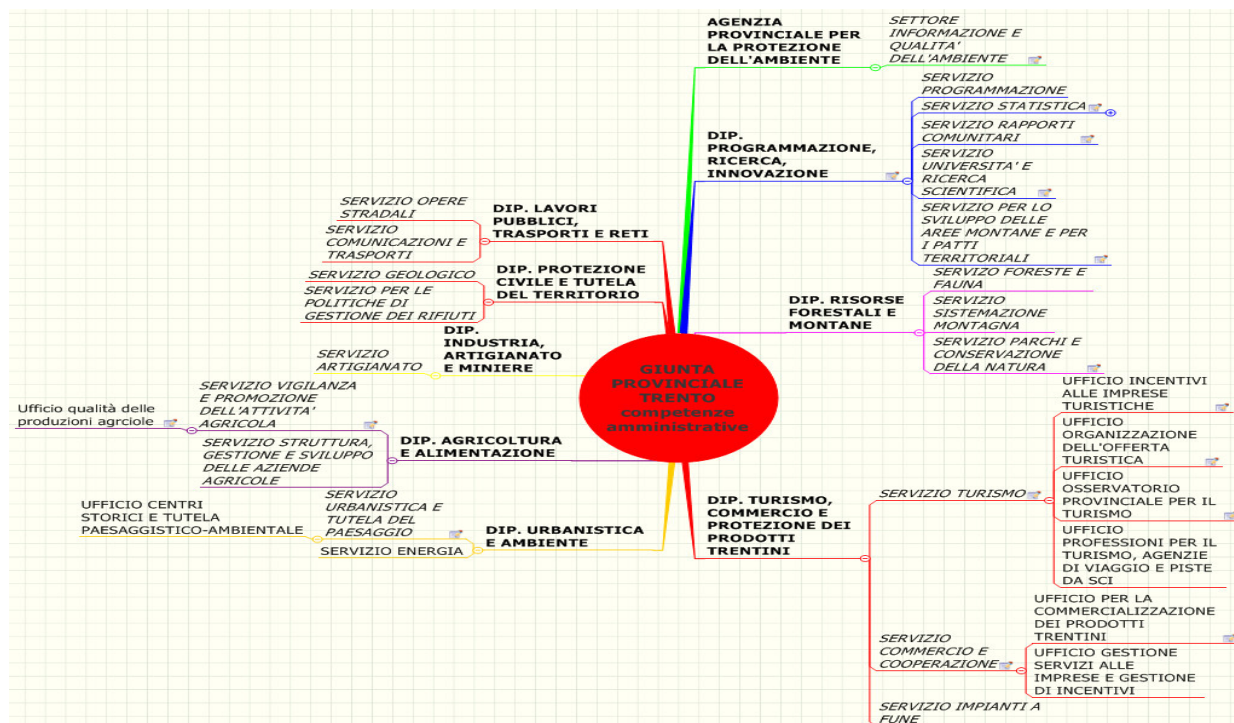 AGENZIA
PROVINCIALE PER
LA PROTEZIONE
DELL'AMBIENTE
SETTORE
INFORMAZIONE E
QUALITA'
DELL'AMBIENTE
DIP.
PROGRAMMAZIONE,
RICERCA,
INNOVAZIONE
SERVIZIO
PROGRAMMAZIONE
SERVIZIO STATISTICA
SERVIZIO RAPPORTI
COMUNITARI
SERVIZIO
UNIVERSITA' E
RICERCA
SCIENTIFICA
SERVIZIO PER LO
SVILUPPO DELLE
AREE MONTANE E PER
I PATTI
TERRITORIALI
DIP. RISORSE
FORESTALI E
MONTANE
SERVIZO FORESTE E
FAUNA
SERVIZIO
SISTEMAZIONE
MONTAGNA
SERVIZIO PARCHI E
CONSERVAZIONE
DELLA NATURA
DIP. LAVORI
PUBBLICI,
TRASPORTI E RETI
SERVIZIO OPERE
STRADALI
SERVIZIO
COMUNICAZIONI E
TRASPORTI
DIP. PROTEZIONE
CIVILE E TUTELA
DEL TERRITORIO
SERVIZIO GEOLOGICO
SERVIZIO PER LE
POLITICHE DI
GESTIONE DEI RIFIUTI
DIP.
INDUSTRIA,
ARTIGIANATO
E MINIERE
SERVIZIO
ARTIGIANATO
GIUNTA
PROVINCIALE
TRENTO
competenze
amministrative
DIP. AGRICOLTURA
E ALIMENTAZIONE
SERVIZIO VIGILANZA
E PROMOZIONE
DELL'ATTIVITA'
AGRICOLA
Ufficio qualità delle
produzioni agrciole
SERVIZIO STRUTTURA,
GESTIONE E SVILUPPO
DELLE AZIENDE
AGRICOLE
DIP. URBANISTICA
E AMBIENTE
SERVIZIO
URBANISTICA E
TUTELA DEL
PAESAGGIO
UFFICIO CENTRI
STORICI E TUTELA
PAESAGGISTICO-AMBIENTALE
SERVIZIO ENERGIA
DIP. TURISMO,
COMMERCIO E
PROTEZIONE DEI
PRODOTTI
TRENTINI
SERVIZIO TURISMO
UFFICIO INCENTIVI
ALLE IMPRESE
TURISTICHE
UFFICIO
ORGANIZZAZIONE
DELL'OFFERTA
TURISTICA
UFFICIO
OSSERVATORIO
PROVINCIALE PER IL
TURISMO
UFFICIO
PROFESSIONI PER IL
TURISMO, AGENZIE
DI VIAGGIO E PISTE
DA SCI
SERVIZIO
COMMERCIO E
COOPERAZIONE
UFFICIO PER LA
COMMERCIALIZZAZIONE
DEI PRODOTTI
TRENTINI
UFFICIO GESTIONE
SERVIZI ALLE
IMPRESE E GESTIONE
DI INCENTIVI
SERVIZIO IMPIANTI A
FUNE